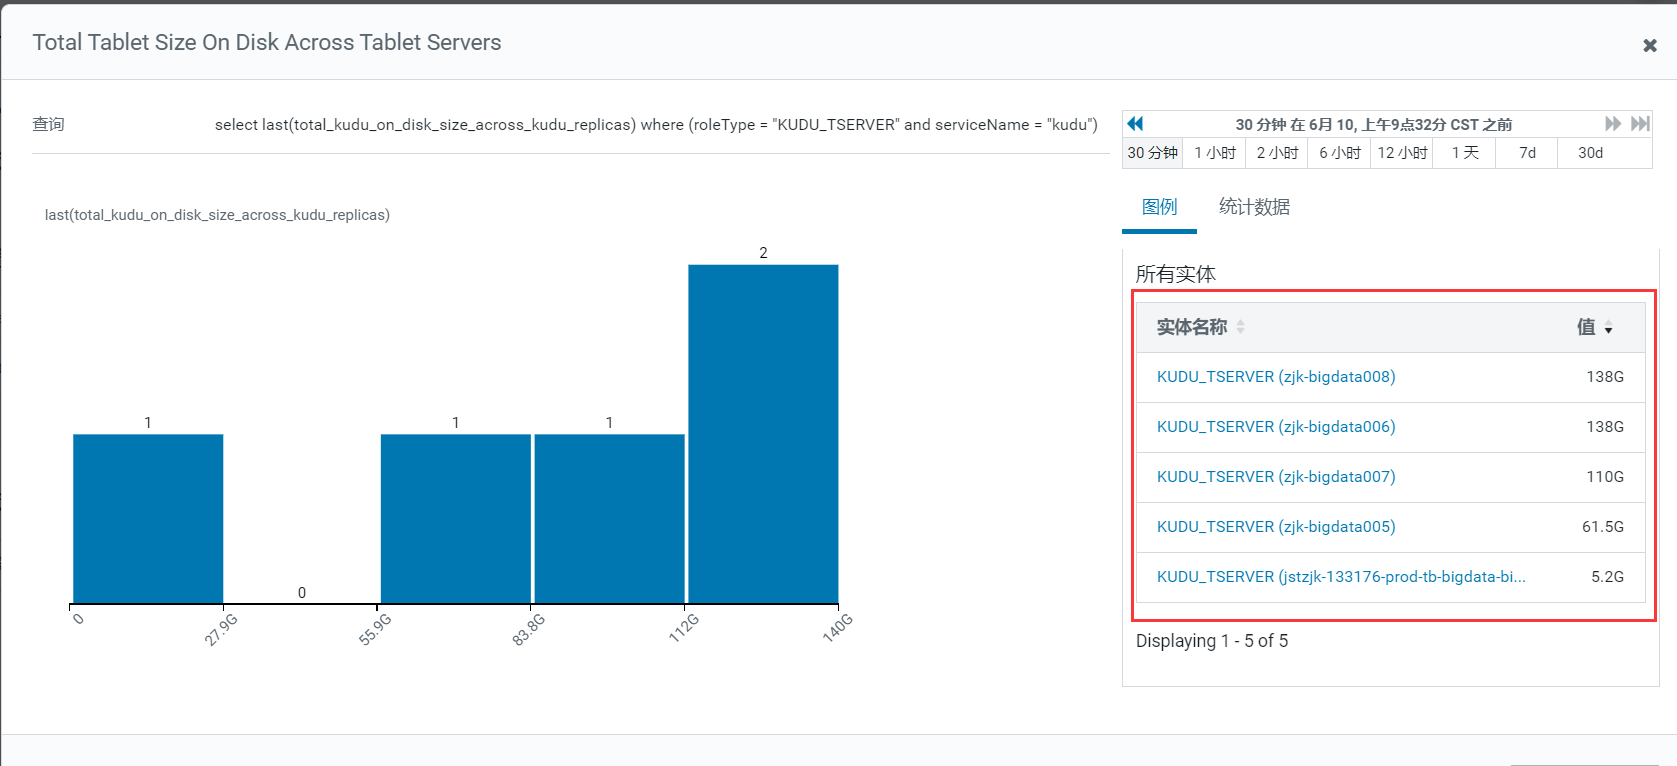 Total Tablet Size On Disk Across Tablet Servers
查询
select last(total_kudu_on_disk_size_across_kudu_replicas) where (roleType = "KUDU_TSERVER" and serviceName = "kudu")
30 分钟 在 6月 10, 上午9点32分 CST 之前
30 分钟 1 小时 2 小时 6 小时 12 小时 1 天 7d 30d
图例 统计数据
last(total_kudu_on_disk_size_across_kudu_replicas)
2
1
1
1
0
0 27.9G 55.9G 83.8G 112G 140G
所有实体
实体名称 值
KUDU_TSERVER (zjk-bigdata008) 138G
KUDU_TSERVER (zjk-bigdata006) 138G
KUDU_TSERVER (zjk-bigdata007) 110G
KUDU_TSERVER (zjk-bigdata005) 61.5G
KUDU_TSERVER (jstzjk-133176-prod-tb-bigdata-bi... 5.2G
Displaying 1 - 5 of 5